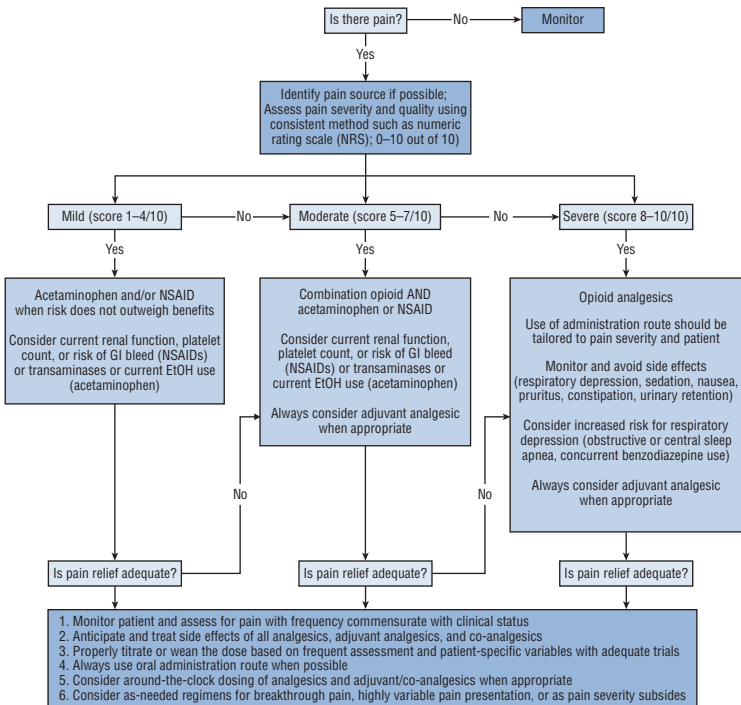 Is there pain?
No
Monitor
Yes
Identify pain source if possible;
Assess pain severity and quality using
consistent method such as numeric
rating scale (NRS); 0–10 out of 10)
Mild (score 1–4/10)
No
Moderate (score 5–7/10)
No
Severe (score 8–10/10)
Yes
Yes
Yes
Acetaminophen and/or NSAID
when risk does not outweigh benefits
Consider current renal function, platelet
count, or risk of GI bleed (NSAIDs)
or transaminases or current EtOH use
(acetaminophen)
Combination opioid AND
acetaminophen or NSAID
Consider current renal function,
platelet count, or risk of GI bleed
(NSAIDs) or transaminases or
current EtOH use (acetaminophen)
Always consider adjuvant analgesic
when appropriate
Opioid analgesics
Use of administration route should be
tailored to pain severity and patient
Monitor and avoid side effects
(respiratory depression, sedation, nausea,
pruritus, constipation, urinary retention)
Consider increased risk for respiratory
depression (obstructive or central sleep
apnea, concurrent benzodiazepine use)
Always consider adjuvant analgesic
when appropriate
No
No
Is pain relief adequate?
Is pain relief adequate?
Is pain relief adequate?
1. Monitor patient and assess for pain with frequency commensurate with clinical status
2. Anticipate and treat side effects of all analgesics, adjuvant analgesics, and co-analgesics
3. Properly titrate or wean the dose based on frequent assessment and patient-specific variables with adequate trials
4. Always use oral administration route when possible
5. Consider around-the-clock dosing of analgesics and adjuvant/co-analgesics when appropriate
6. Consider as-needed regimens for breakthrough pain, highly variable pain presentation, or as pain severity subsides